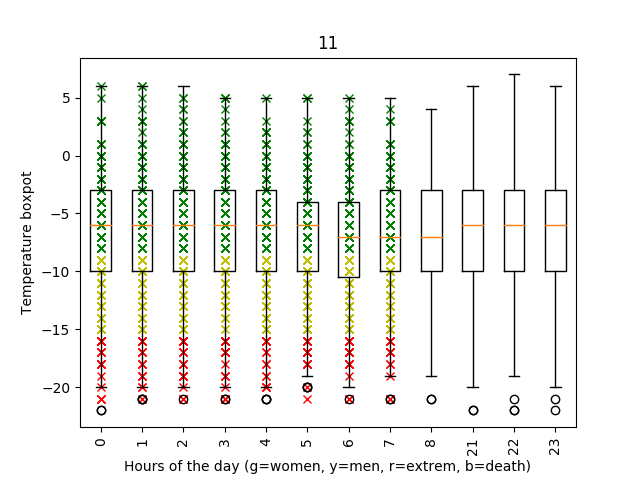 11
Temperature boxpot
5
0
−5
−10
−15
−20
0 1 2 3 4 5 6 7 8 21 22 23
Hours of the day (g=women, y=men, r=extrem, b=death)